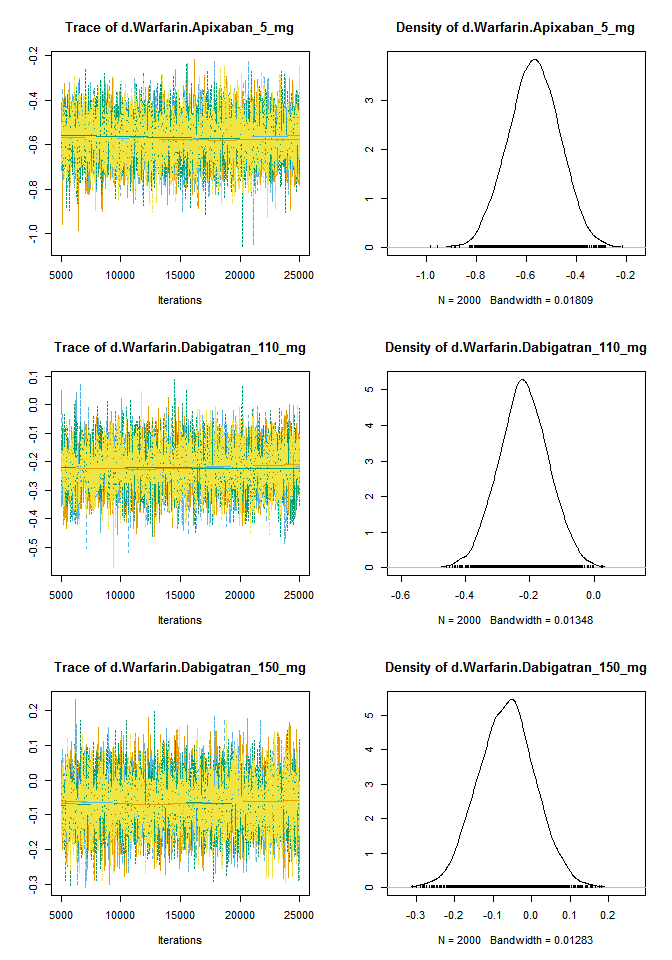 Trace of d.Warfarin.Apixaban_5_mg
-0.2
-0.4
-0.6
-0.8
-1.0
5000 10000 15000 20000 25000
Iterations
Density of d.Warfarin.Apixaban_5_mg
3
2
1
0
-1.0 -0.8 -0.6 -0.4 -0.2
N = 2000 Bandwidth = 0.01809
Trace of d.Warfarin.Dabigatran_110_mg
0.1
0.0
-0.1
-0.2
-0.3
-0.4
-0.5
5000 10000 15000 20000 25000
Iterations
Density of d.Warfarin.Dabigatran_110_mg
5
4
3
2
1
0
-0.6 -0.4 -0.2 0.0
N = 2000 Bandwidth = 0.01348
Trace of d.Warfarin.Dabigatran_150_mg
0.2
0.1
0.0
-0.1
-0.2
-0.3
5000 10000 15000 20000 25000
Iterations
Density of d.Warfarin.Dabigatran_150_mg
5
4
3
2
1
0
-0.3 -0.2 -0.1 0.0 0.1 0.2
N = 2000 Bandwidth = 0.01283